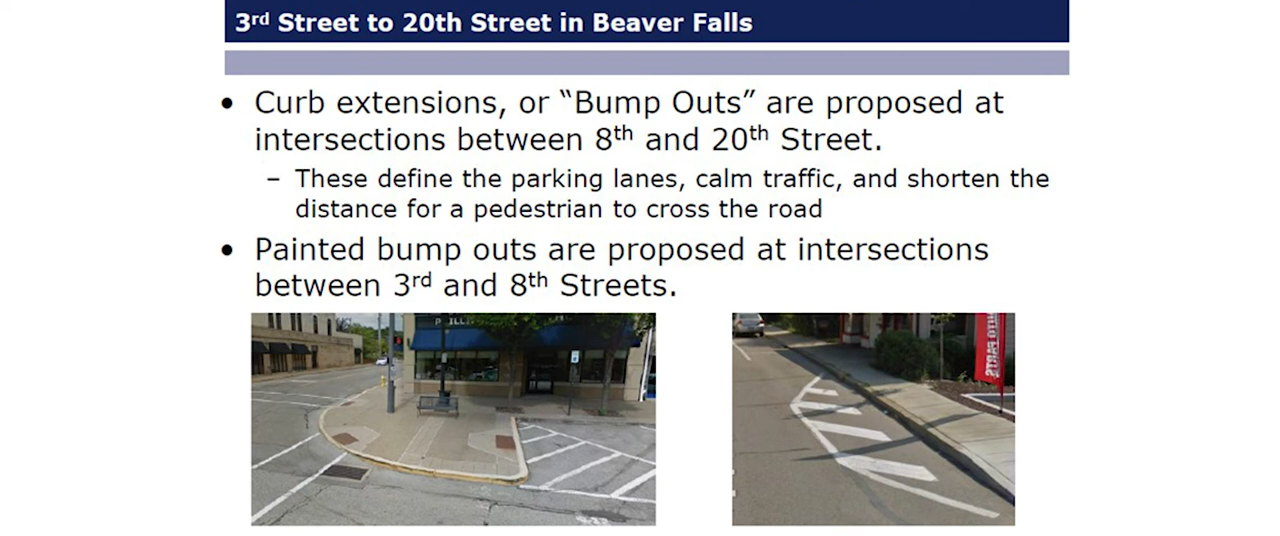 3rd Street to 20th Street in Beaver Falls
• Curb extensions, or “Bump Outs” are proposed at
intersections between 8th and 20th Street.
– These define the parking lanes, calm traffic, and shorten the
distance for a pedestrian to cross the road
• Painted bump outs are proposed at intersections
between 3rd and 8th Streets.
AUTO PARTS